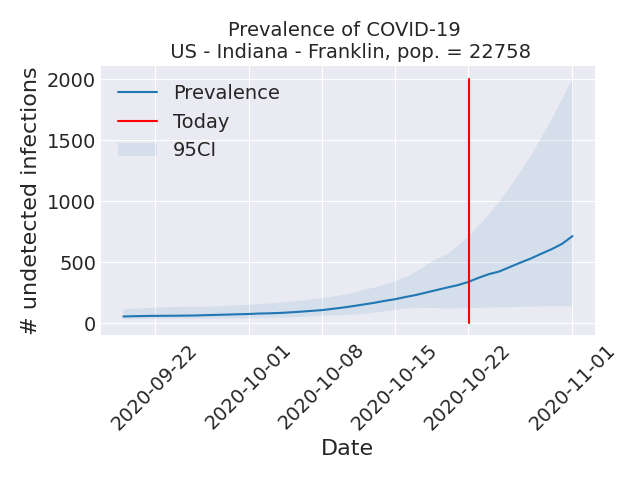 Prevalence of COVID-19
US - Indiana - Franklin, pop. = 22758
# undetected infections
2000
1500
1000
500
0
Prevalence
Today
95CI
2020-09-22
2020-10-01
2020-10-08
2020-10-15
2020-10-22
2020-11-01
Date